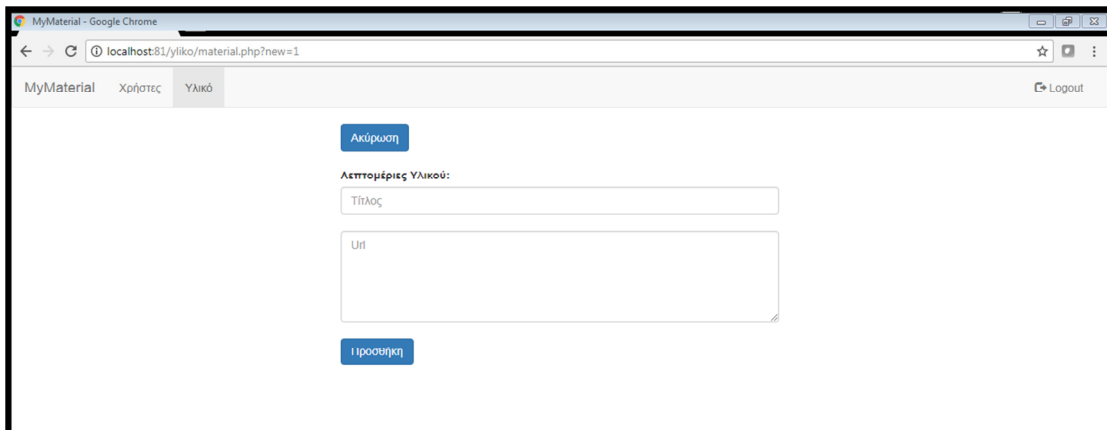 MyMaterial - Google Chrome
localhost:81/yliko/material.php?new=1
MyMaterial Χρήστες Υλικό Logout
Ακύρωση
Λεπτομέριες Υλικού:
Τίτλος
Url
Προσθήκη